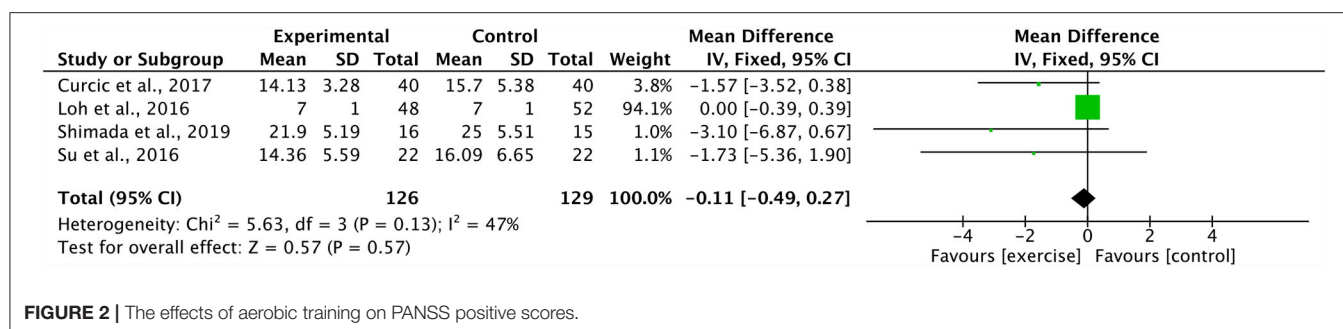 Experimental Control Mean Difference Mean Difference
Study or Subgroup Mean SD Total Mean SD Total Weight IV, Fixed, 95% CI IV, Fixed, 95% CI
Curcic et al., 2017 14.13 3.28 40 15.7 5.38 40 3.8% −1.57 [−3.52, 0.38]
Loh et al., 2016 7 1 48 7 1 52 94.1% 0.00 [−0.39, 0.39]
Shimada et al., 2019 21.9 5.19 16 25 5.51 15 1.0% −3.10 [−6.87, 0.67]
Su et al., 2016 14.36 5.59 22 16.09 6.65 22 1.1% −1.73 [−5.36, 1.90]
Total (95% CI) 126 129 100.0% −0.11 [−0.49, 0.27]
Heterogeneity: Chi² = 5.63, df = 3 (P = 0.13); I² = 47%
Test for overall effect: Z = 0.57 (P = 0.57)
−4 −2 0 2 4
Favours [exercise] Favours [control]
FIGURE 2 | The effects of aerobic training on PANSS positive scores.